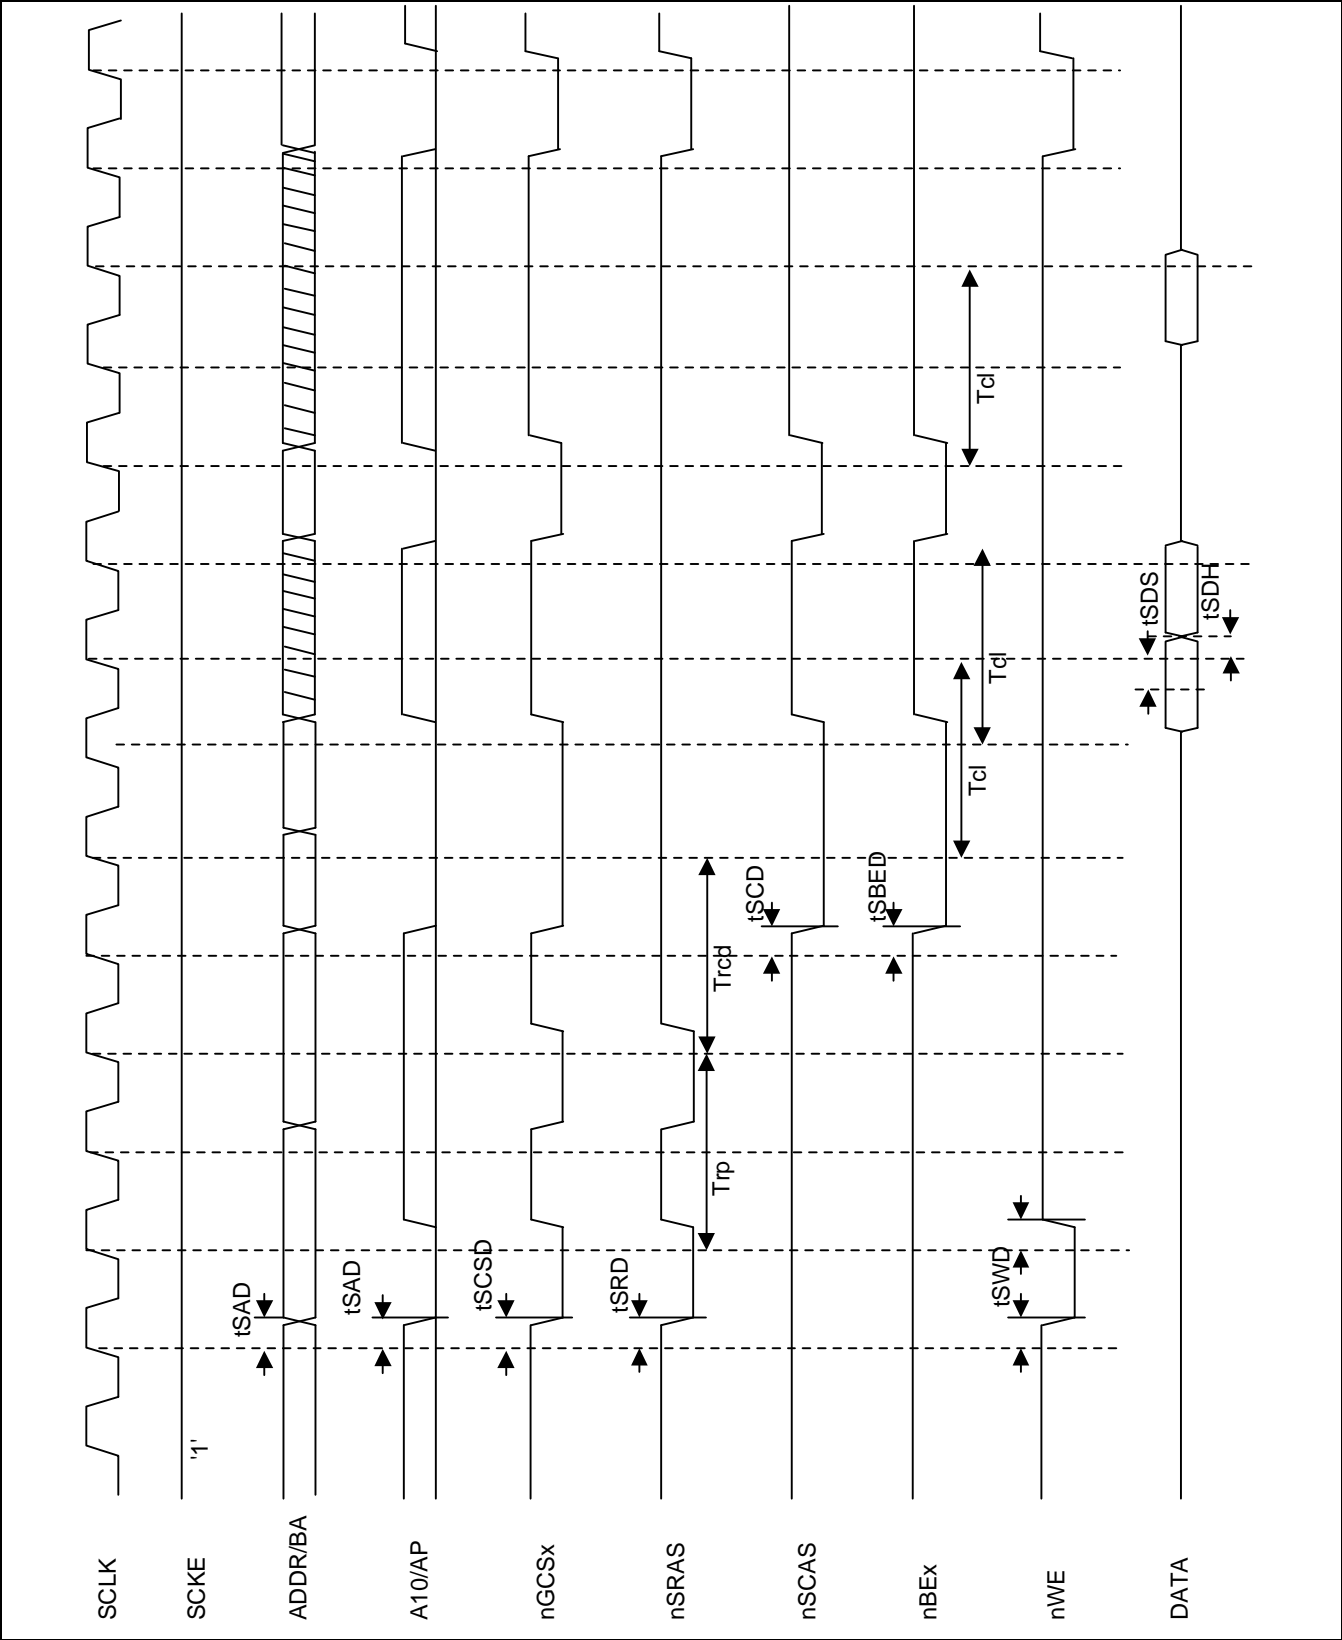 SCLK
SCKE
'1'
ADDR/BA
tSAD
A10/AP
tSAD
nGCSx
tSCSD
nSRAS
tSRD
Trp
Trcd
nSCAS
tSCD
nBEx
tSBED
Tcl
Tcl
Tcl
nWE
tSWD
DATA
tSDS
tSDH